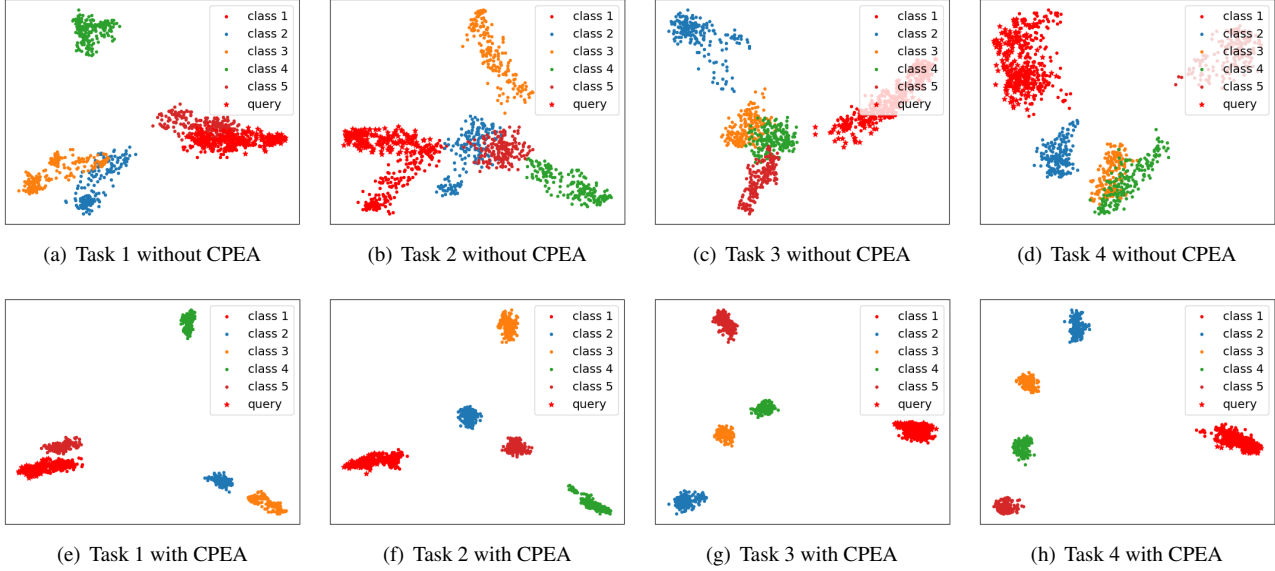 class 1
class 2
class 3
class 4
class 5
query
class 1
class 2
class 3
class 4
class 5
query
class 1
class 2
class 3
class 4
class 5
query
class 1
class 2
class 3
class 4
class 5
query
(a) Task 1 without CPEA
(b) Task 2 without CPEA
(c) Task 3 without CPEA
(d) Task 4 without CPEA
class 1
class 2
class 3
class 4
class 5
query
class 1
class 2
class 3
class 4
class 5
query
class 1
class 2
class 3
class 4
class 5
query
class 1
class 2
class 3
class 4
class 5
query
(e) Task 1 with CPEA
(f) Task 2 with CPEA
(g) Task 3 with CPEA
(h) Task 4 with CPEA